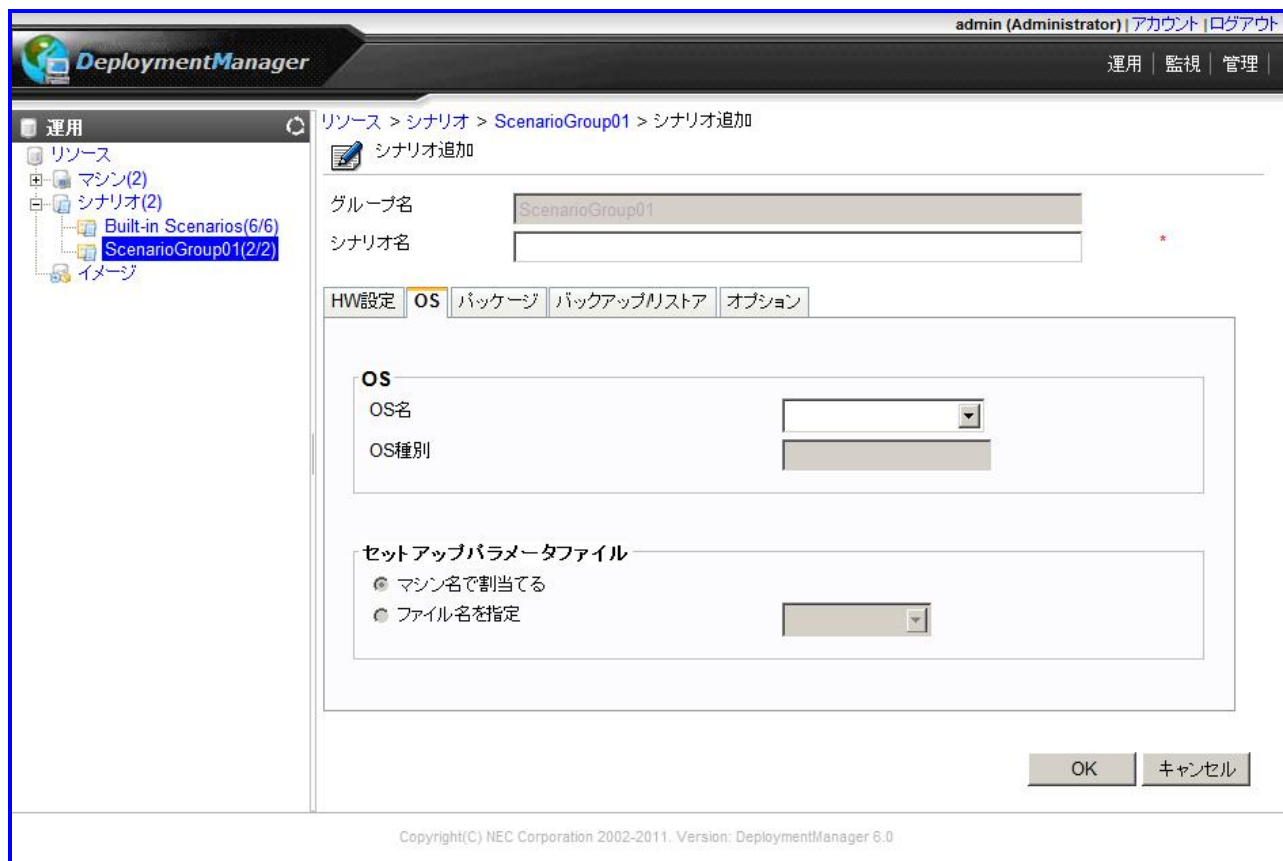 admin (Administrator) | アカウント | ログアウト
DeploymentManager
運用 | 監視 | 管理 |
運用
リソース
マシン(2)
シナリオ(2)
Built-in Scenarios(6/6)
ScenarioGroup01(2/2)
イメージ
リソース > シナリオ > ScenarioGroup01 > シナリオ追加
シナリオ追加
グループ名 ScenarioGroup01
シナリオ名 *
HW設定 OS パッケージ バックアップ/リストア オプション
OS
OS名
OS種別
セットアップパラメータファイル
マシン名で割当てる
ファイル名を指定
OK キャンセル
Copyright(C) NEC Corporation 2002-2011. Version: DeploymentManager 6.0